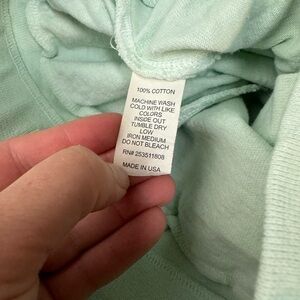 100% COTTON
MACHINE WASH
COLD WITH LIKE
COLORS
INSIDE OUT
TUMBLE DRY
LOW
IRON MEDIUM
DO NOT BLEACH
RN# 253511808
MADE IN USA